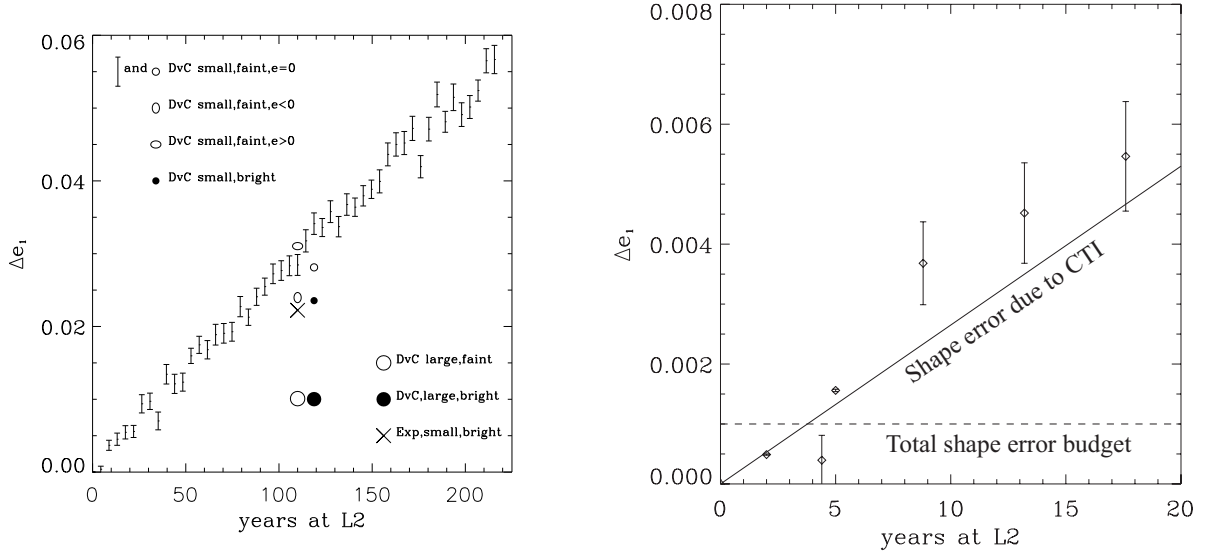 0.06
and DvC small,faint,e=0
DvC small,faint,e<0
DvC small,faint,e>0
DvC small,bright
0.04
Δe₁
0.02
DvC large,faint
DvC,large,bright
Exp,small,bright
0.00
0 50 100 150 200
years at L2
0.008
0.006
Δe₁
0.004
Shape error due to CTI
0.002
Total shape error budget
0.000
0 5 10 15 20
years at L2